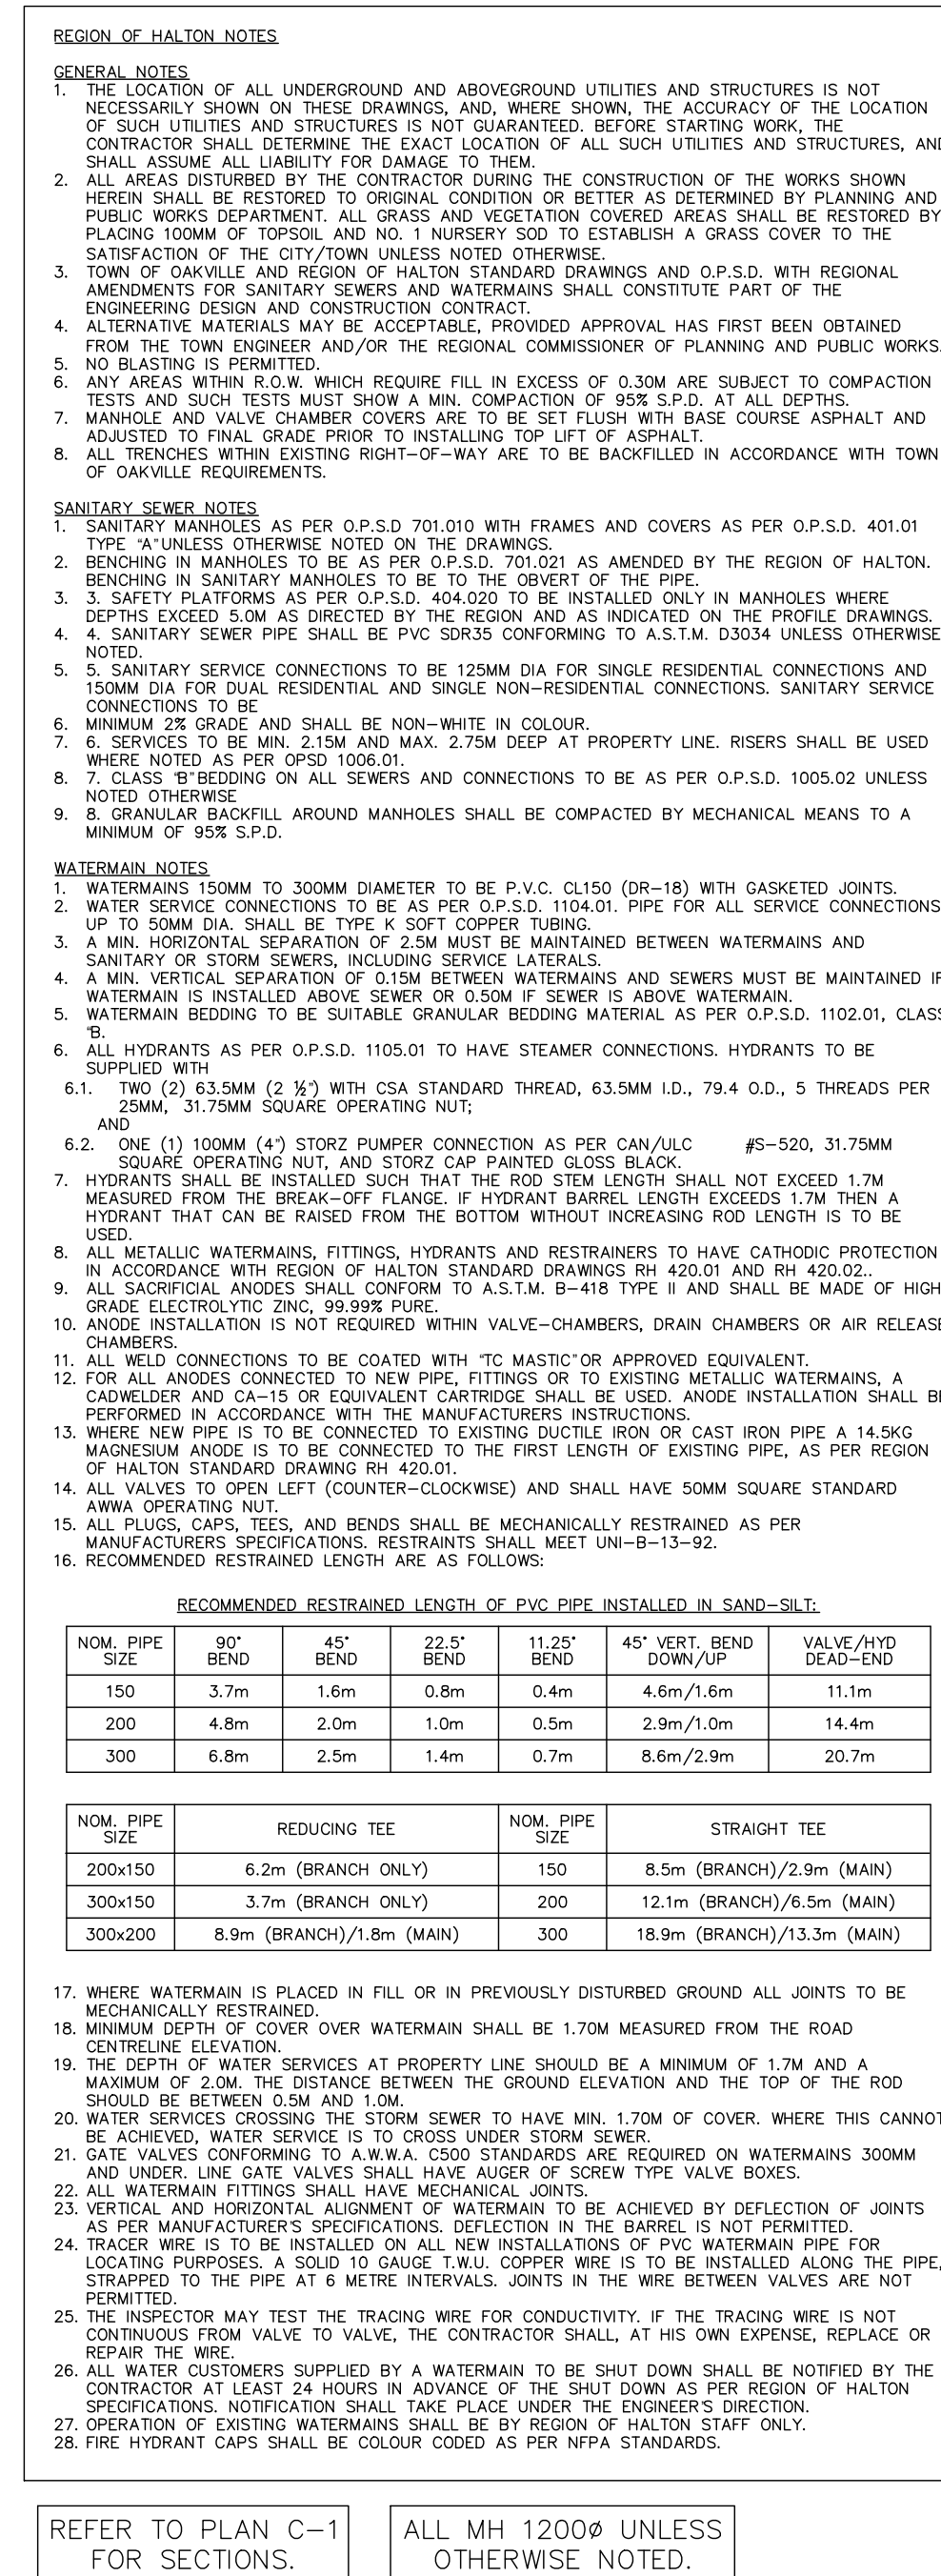 REGION OF HALTON NOTES
GENERAL NOTES
1. THE LOCATION OF ALL UNDERGROUND AND ABOVEGROUND UTILITIES AND STRUCTURES IS NOT
NECESSARILY SHOWN ON THESE DRAWINGS, AND, WHERE SHOWN, THE ACCURACY OF THE LOCATION
OF SUCH UTILITIES AND STRUCTURES IS NOT GUARANTEED. BEFORE STARTING WORK, THE
CONTRACTOR SHALL DETERMINE THE EXACT LOCATION OF ALL SUCH UTILITIES AND STRUCTURES, AND
SHALL ASSUME ALL LIABILITY FOR DAMAGE TO THEM.
2. ALL AREAS DISTURBED BY THE CONTRACTOR DURING THE CONSTRUCTION OF THE WORKS SHOWN
HEREIN SHALL BE RESTORED TO ORIGINAL CONDITION OR BETTER AS DETERMINED BY PLANNING AND
PUBLIC WORKS DEPARTMENT. ALL GRASS AND VEGETATION COVERED AREAS SHALL BE RESTORED BY
PLACING 100MM OF TOPSOIL AND NO. 1 NURSERY SOD TO ESTABLISH A GRASS COVER TO THE
SATISFACTION OF THE CITY/TOWN UNLESS NOTED OTHERWISE.
3. TOWN OF OAKVILLE AND REGION OF HALTON STANDARD DRAWINGS AND O.P.S.D. WITH REGIONAL
AMENDMENTS FOR SANITARY SEWERS AND WATERMAINS SHALL CONSTITUTE PART OF THE
ENGINEERING DESIGN AND CONSTRUCTION CONTRACT.
4. ALTERNATIVE MATERIALS MAY BE ACCEPTABLE, PROVIDED APPROVAL HAS FIRST BEEN OBTAINED
FROM THE TOWN ENGINEER AND/OR THE REGIONAL COMMISSIONER OF PLANNING AND PUBLIC WORKS.
5. NO BLASTING IS PERMITTED.
6. ANY AREAS WITHIN R.O.W. WHICH REQUIRE FILL IN EXCESS OF 0.30M ARE SUBJECT TO COMPACTION
TESTS AND SUCH TESTS MUST SHOW A MIN. COMPACTION OF 95% S.P.D. AT ALL DEPTHS.
7. MANHOLE AND VALVE CHAMBER COVERS ARE TO BE SET FLUSH WITH BASE COURSE ASPHALT AND
ADJUSTED TO FINAL GRADE PRIOR TO INSTALLING TOP LIFT OF ASPHALT.
8. ALL TRENCHES WITHIN EXISTING RIGHT-OF-WAY ARE TO BE BACKFILLED IN ACCORDANCE WITH TOWN
OF OAKVILLE REQUIREMENTS.
SANITARY SEWER NOTES
1. SANITARY MANHOLES AS PER O.P.S.D 701.010 WITH FRAMES AND COVERS AS PER O.P.S.D. 401.01
TYPE "A" UNLESS OTHERWISE NOTED ON THE DRAWINGS.
2. BENCHING IN MANHOLES TO BE AS PER O.P.S.D. 701.021 AS AMENDED BY THE REGION OF HALTON.
BENCHING IN SANITARY MANHOLES TO BE TO THE OBVERT OF THE PIPE.
3. 3. SAFETY PLATFORMS AS PER O.P.S.D. 404.020 TO BE INSTALLED ONLY IN MANHOLES WHERE
DEPTHS EXCEED 5.0M AS DIRECTED BY THE REGION AND AS INDICATED ON THE PROFILE DRAWINGS.
4. 4. SANITARY SEWER PIPE SHALL BE PVC SDR35 CONFORMING TO A.S.T.M. D3034 UNLESS OTHERWISE
NOTED.
5. 5. SANITARY SERVICE CONNECTIONS TO BE 125MM DIA FOR SINGLE RESIDENTIAL CONNECTIONS AND
150MM DIA FOR DUAL RESIDENTIAL AND SINGLE NON-RESIDENTIAL CONNECTIONS. SANITARY SERVICE
CONNECTIONS TO BE
6. MINIMUM 2% GRADE AND SHALL BE NON-WHITE IN COLOUR.
7. 6. SERVICES TO BE MIN. 2.15M AND MAX. 2.75M DEEP AT PROPERTY LINE. RISERS SHALL BE USED
WHERE NOTED AS PER OPSD 1006.01.
8. 7. CLASS "B" BEDDING ON ALL SEWERS AND CONNECTIONS TO BE AS PER O.P.S.D. 1005.02 UNLESS
NOTED OTHERWISE
9. 8. GRANULAR BACKFILL AROUND MANHOLES SHALL BE COMPACTED BY MECHANICAL MEANS TO A
MINIMUM OF 95% S.P.D.
WATERMAIN NOTES
1. WATERMAINS 150MM TO 300MM DIAMETER TO BE P.V.C. CL150 (DR-18) WITH GASKETED JOINTS.
2. WATER SERVICE CONNECTIONS TO BE AS PER O.P.S.D. 1104.01. PIPE FOR ALL SERVICE CONNECTIONS
UP TO 50MM DIA. SHALL BE TYPE K SOFT COPPER TUBING.
3. A MIN. HORIZONTAL SEPARATION OF 2.5M MUST BE MAINTAINED BETWEEN WATERMAINS AND
SANITARY OR STORM SEWERS, INCLUDING SERVICE LATERALS.
4. A MIN. VERTICAL SEPARATION OF 0.15M BETWEEN WATERMAINS AND SEWERS MUST BE MAINTAINED IF
WATERMAIN IS INSTALLED ABOVE SEWER OR 0.50M IF SEWER IS ABOVE WATERMAIN.
5. WATERMAIN BEDDING TO BE SUITABLE GRANULAR BEDDING MATERIAL AS PER O.P.S.D. 1102.01, CLASS
"B.
6. ALL HYDRANTS AS PER O.P.S.D. 1105.01 TO HAVE STEAMER CONNECTIONS. HYDRANTS TO BE
SUPPLIED WITH
6.1. TWO (2) 63.5MM (2 ½") WITH CSA STANDARD THREAD, 63.5MM I.D., 79.4 O.D., 5 THREADS PER
25MM, 31.75MM SQUARE OPERATING NUT;
AND
6.2. ONE (1) 100MM (4") STORZ PUMPER CONNECTION AS PER CAN/ULC #S-520, 31.75MM
SQUARE OPERATING NUT, AND STORZ CAP PAINTED GLOSS BLACK.
7. HYDRANTS SHALL BE INSTALLED SUCH THAT THE ROD STEM LENGTH SHALL NOT EXCEED 1.7M
MEASURED FROM THE BREAK-OFF FLANGE. IF HYDRANT BARREL LENGTH EXCEEDS 1.7M THEN A
HYDRANT THAT CAN BE RAISED FROM THE BOTTOM WITHOUT INCREASING ROD LENGTH IS TO BE
USED.
8. ALL METALLIC WATERMAINS, FITTINGS, HYDRANTS AND RESTRAINERS TO HAVE CATHODIC PROTECTION
IN ACCORDANCE WITH REGION OF HALTON STANDARD DRAWINGS RH 420.01 AND RH 420.02..
9. ALL SACRIFICIAL ANODES SHALL CONFORM TO A.S.T.M. B-418 TYPE II AND SHALL BE MADE OF HIGH
GRADE ELECTROLYTIC ZINC, 99.99% PURE.
10. ANODE INSTALLATION IS NOT REQUIRED WITHIN VALVE-CHAMBERS, DRAIN CHAMBERS OR AIR RELEASE
CHAMBERS.
11. ALL WELD CONNECTIONS TO BE COATED WITH "TC MASTIC" OR APPROVED EQUIVALENT.
12. FOR ALL ANODES CONNECTED TO NEW PIPE, FITTINGS OR TO EXISTING METALLIC WATERMAINS, A
CADWELDER AND CA-15 OR EQUIVALENT CARTRIDGE SHALL BE USED. ANODE INSTALLATION SHALL BE
PERFORMED IN ACCORDANCE WITH THE MANUFACTURERS INSTRUCTIONS.
13. WHERE NEW PIPE IS TO BE CONNECTED TO EXISTING DUCTILE IRON OR CAST IRON PIPE A 14.5KG
MAGNESIUM ANODE IS TO BE CONNECTED TO THE FIRST LENGTH OF EXISTING PIPE, AS PER REGION
OF HALTON STANDARD DRAWING RH 420.01.
14. ALL VALVES TO OPEN LEFT (COUNTER-CLOCKWISE) AND SHALL HAVE 50MM SQUARE STANDARD
AWWA OPERATING NUT.
15. ALL PLUGS, CAPS, TEES, AND BENDS SHALL BE MECHANICALLY RESTRAINED AS PER
MANUFACTURERS SPECIFICATIONS. RESTRAINTS SHALL MEET UNI-B-13-92.
16. RECOMMENDED RESTRAINED LENGTH ARE AS FOLLOWS:
RECOMMENDED RESTRAINED LENGTH OF PVC PIPE INSTALLED IN SAND-SILT:
NOM. PIPE SIZE 90° BEND 45° BEND 22.5° BEND 11.25° BEND 45° VERT. BEND DOWN/UP VALVE/HYD DEAD-END
150 3.7m 1.6m 0.8m 0.4m 4.6m/1.6m 11.1m
200 4.8m 2.0m 1.0m 0.5m 2.9m/1.0m 14.4m
300 6.8m 2.5m 1.4m 0.7m 8.6m/2.9m 20.7m
NOM. PIPE SIZE REDUCING TEE NOM. PIPE SIZE STRAIGHT TEE
200x150 6.2m (BRANCH ONLY) 150 8.5m (BRANCH)/2.9m (MAIN)
300x150 3.7m (BRANCH ONLY) 200 12.1m (BRANCH)/6.5m (MAIN)
300x200 8.9m (BRANCH)/1.8m (MAIN) 300 18.9m (BRANCH)/13.3m (MAIN)
17. WHERE WATERMAIN IS PLACED IN FILL OR IN PREVIOUSLY DISTURBED GROUND ALL JOINTS TO BE
MECHANICALLY RESTRAINED.
18. MINIMUM DEPTH OF COVER OVER WATERMAIN SHALL BE 1.70M MEASURED FROM THE ROAD
CENTRELINE ELEVATION.
19. THE DEPTH OF WATER SERVICES AT PROPERTY LINE SHOULD BE A MINIMUM OF 1.7M AND A
MAXIMUM OF 2.0M. THE DISTANCE BETWEEN THE GROUND ELEVATION AND THE TOP OF THE ROD
SHOULD BE BETWEEN 0.5M AND 1.0M.
20. WATER SERVICES CROSSING THE STORM SEWER TO HAVE MIN. 1.70M OF COVER. WHERE THIS CANNOT
BE ACHIEVED, WATER SERVICE IS TO CROSS UNDER STORM SEWER.
21. GATE VALVES CONFORMING TO A.W.W.A. C500 STANDARDS ARE REQUIRED ON WATERMAINS 300MM
AND UNDER. LINE GATE VALVES SHALL HAVE AUGER OF SCREW TYPE VALVE BOXES.
22. ALL WATERMAIN FITTINGS SHALL HAVE MECHANICAL JOINTS.
23. VERTICAL AND HORIZONTAL ALIGNMENT OF WATERMAIN TO BE ACHIEVED BY DEFLECTION OF JOINTS
AS PER MANUFACTURER'S SPECIFICATIONS. DEFLECTION IN THE BARREL IS NOT PERMITTED.
24. TRACER WIRE IS TO BE INSTALLED ON ALL NEW INSTALLATIONS OF PVC WATERMAIN PIPE FOR
LOCATING PURPOSES. A SOLID 10 GAUGE T.W.U. COPPER WIRE IS TO BE INSTALLED ALONG THE PIPE,
STRAPPED TO THE PIPE AT 6 METRE INTERVALS. JOINTS IN THE WIRE BETWEEN VALVES ARE NOT
PERMITTED.
25. THE INSPECTOR MAY TEST THE TRACING WIRE FOR CONDUCTIVITY. IF THE TRACING WIRE IS NOT
CONTINUOUS FROM VALVE TO VALVE, THE CONTRACTOR SHALL, AT HIS OWN EXPENSE, REPLACE OR
REPAIR THE WIRE.
26. ALL WATER CUSTOMERS SUPPLIED BY A WATERMAIN TO BE SHUT DOWN SHALL BE NOTIFIED BY THE
CONTRACTOR AT LEAST 24 HOURS IN ADVANCE OF THE SHUT DOWN AS PER REGION OF HALTON
SPECIFICATIONS. NOTIFICATION SHALL TAKE PLACE UNDER THE ENGINEER'S DIRECTION.
27. OPERATION OF EXISTING WATERMAINS SHALL BE BY REGION OF HALTON STAFF ONLY.
28. FIRE HYDRANT CAPS SHALL BE COLOUR CODED AS PER NFPA STANDARDS.
REFER TO PLAN C-1
FOR SECTIONS.
ALL MH 1200ø UNLESS
OTHERWISE NOTED.